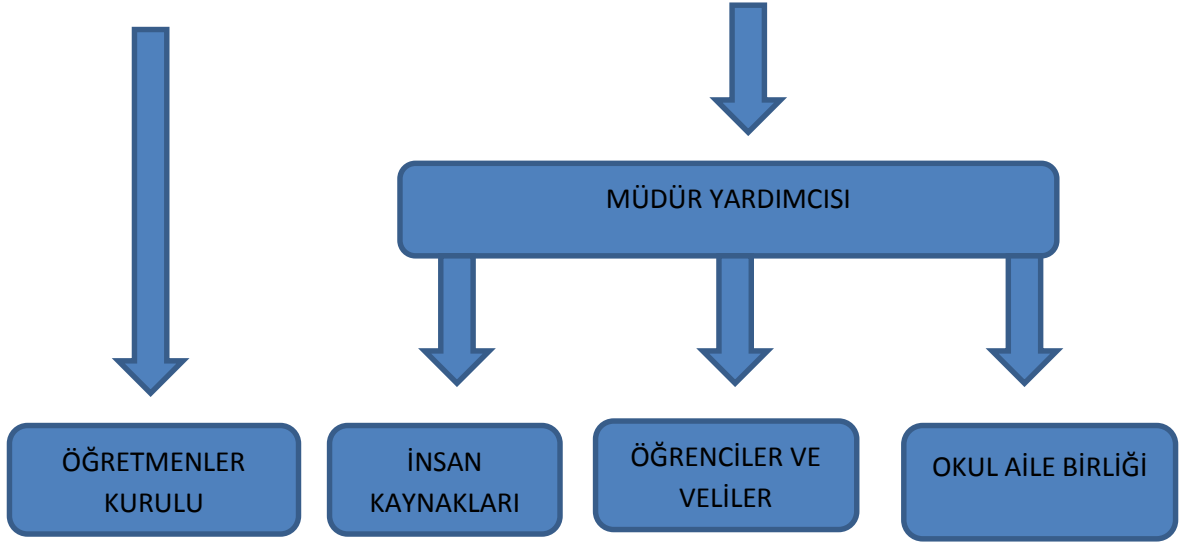 MÜDÜR YARDIMCISI
ÖĞRETMENLER
KURULU
İNSAN
KAYNAKLARI
ÖĞRENCİLER VE
VELİLER
OKUL AİLE BİRLİĞİ